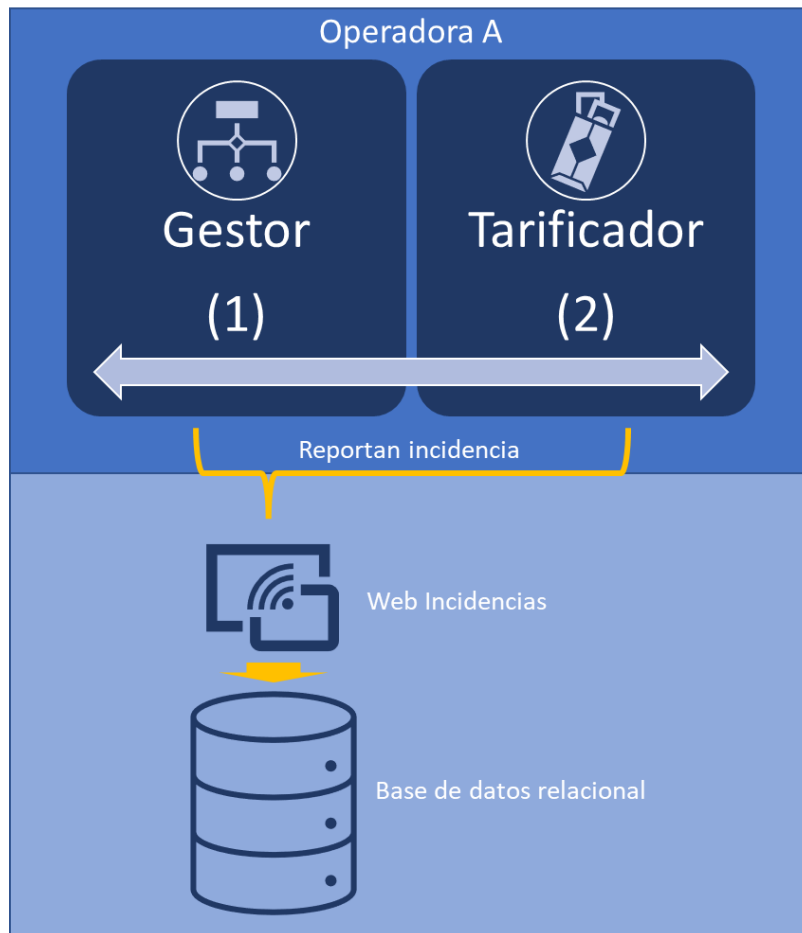 Operadora A
Gestor
Tarificador
(1)
(2)
Reportan incidencia
Web Incidencias
Base de datos relacional